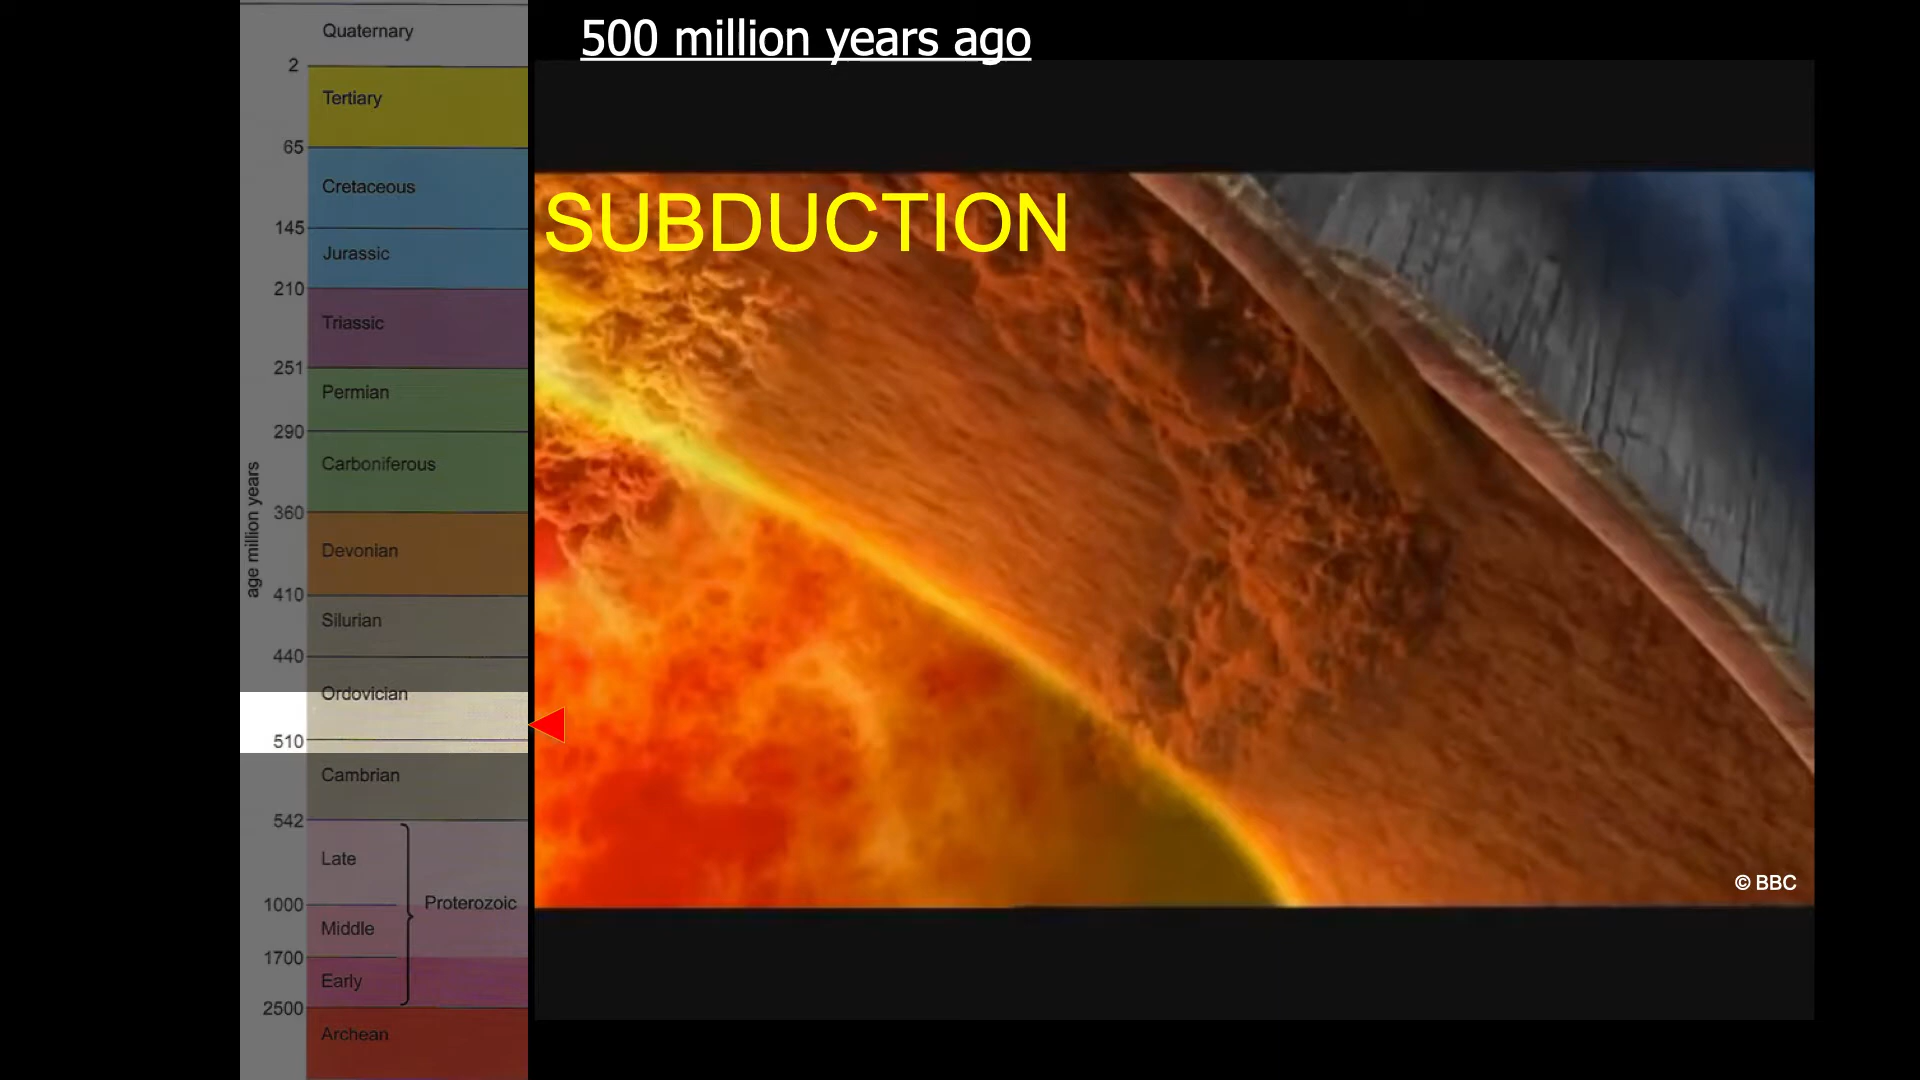 500 million years ago
SUBDUCTION
Quaternary
2
Tertiary
65
Cretaceous
145
Jurassic
210
Triassic
251
Permian
290
Carboniferous
360
Devonian
410
Silurian
440
Ordovician
510
Cambrian
542
Late
1000
Proterozoic
Middle
1700
Early
2500
Archean
age million years
© BBC